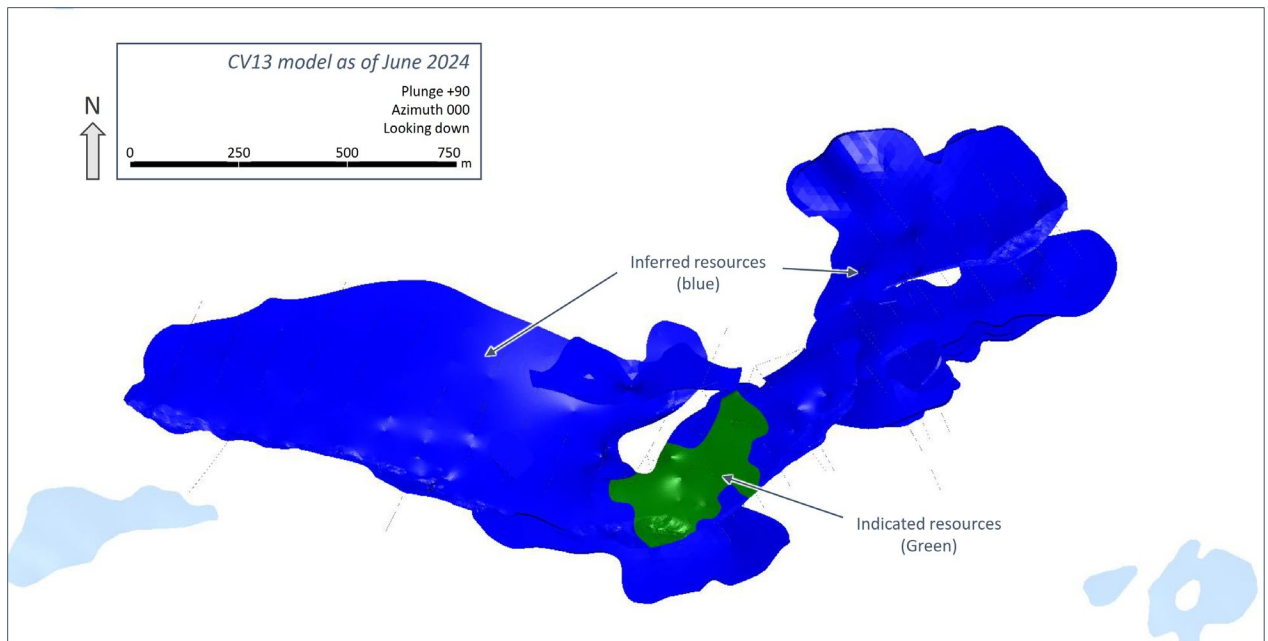 CV13 model as of June 2024
Plunge +90
Azimuth 000
Looking down
N
0 250 500 750
m
Inferred resources
(blue)
Indicated resources
(Green)